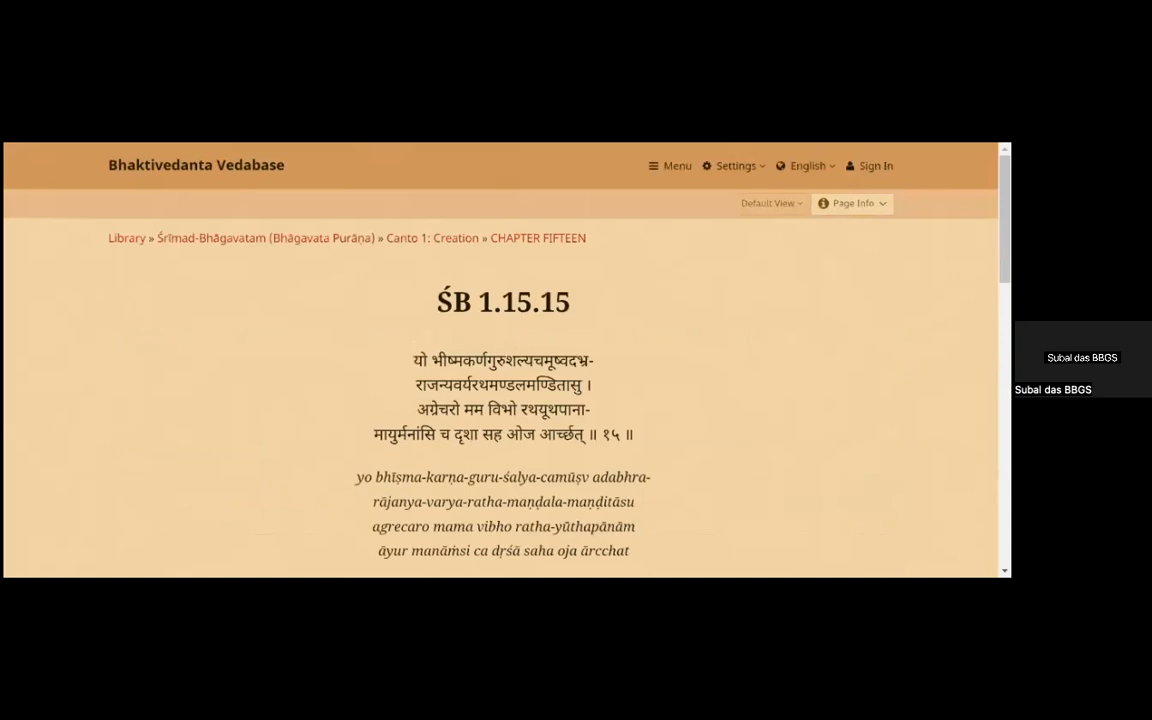 Bhaktivedanta Vedabase
Menu Settings English Sign In
Default View Page Info
Library » Śrīmad-Bhāgavatam (Bhāgavata Purāṇa) » Canto 1: Creation » CHAPTER FIFTEEN
ŚB 1.15.15
यो भीष्मकर्णगुरुशल्यचमूष्वदभ्र-
राजन्यवर्यरथमण्डलमण्डितासु ।
अग्रेचरो मम विभो रथयूथपाना-
मायुर्मनांसि च दृशा सह ओज आर्च्छत् ॥ १५ ॥
yo bhīṣma-karṇa-guru-śalya-camūṣv adabhra-
rājanya-varya-ratha-maṇḍala-maṇḍitāsu
agrecaro mama vibho ratha-yūthapānām
āyur manāṁsi ca dṛśā saha oja ārcchat
Subal das BBGS
Subal das BBGS